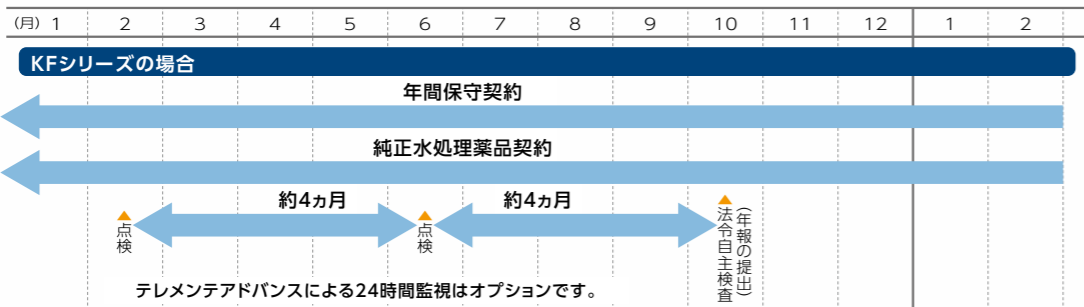 (月) 1 2 3 4 5 6 7 8 9 10 11 12 1 2
KFシリーズの場合
年間保守契約
純正水処理薬品契約
約4ヵ月 約4ヵ月
▲点検
▲点検
▲法令自主検査
(年報の提出)
テレメンテアドバンスによる24時間監視はオプションです。